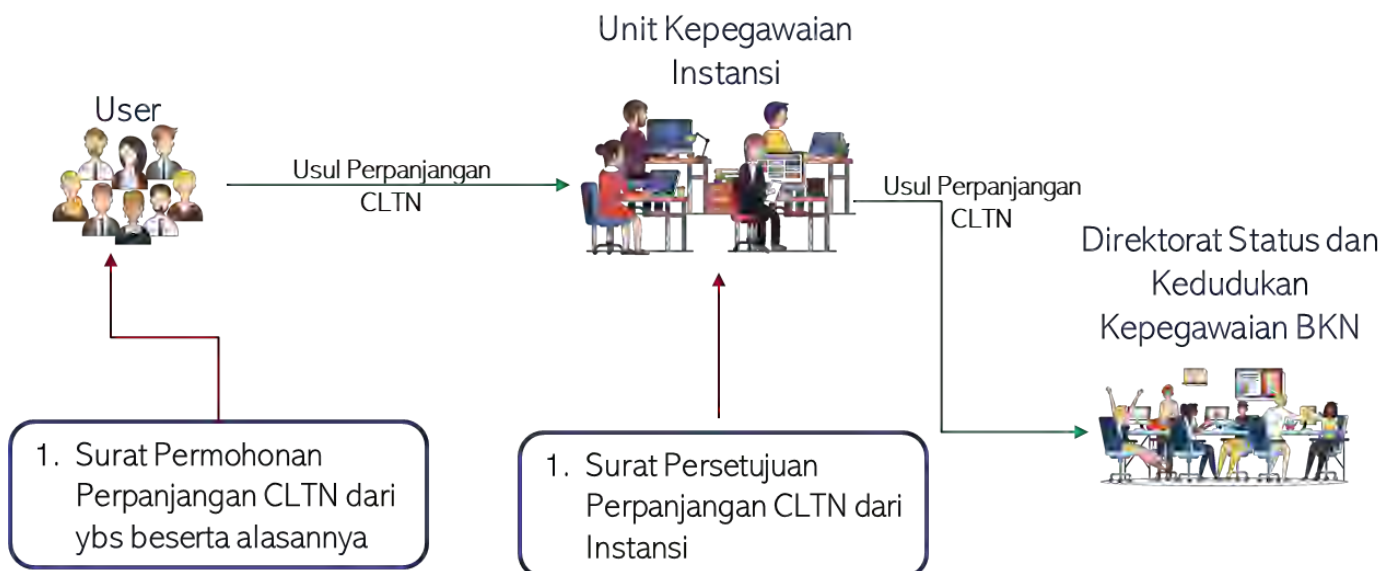 Unit Kepegawaian
Instansi
User
Usul Perpanjangan
CLTN
Usul Perpanjangan
CLTN
Direktorat Status dan
Kedudukan
Kepegawaian BKN
1. Surat Permohonan
Perpanjangan CLTN dari
ybs beserta alasannya
1. Surat Persetujuan
Perpanjangan CLTN dari
Instansi